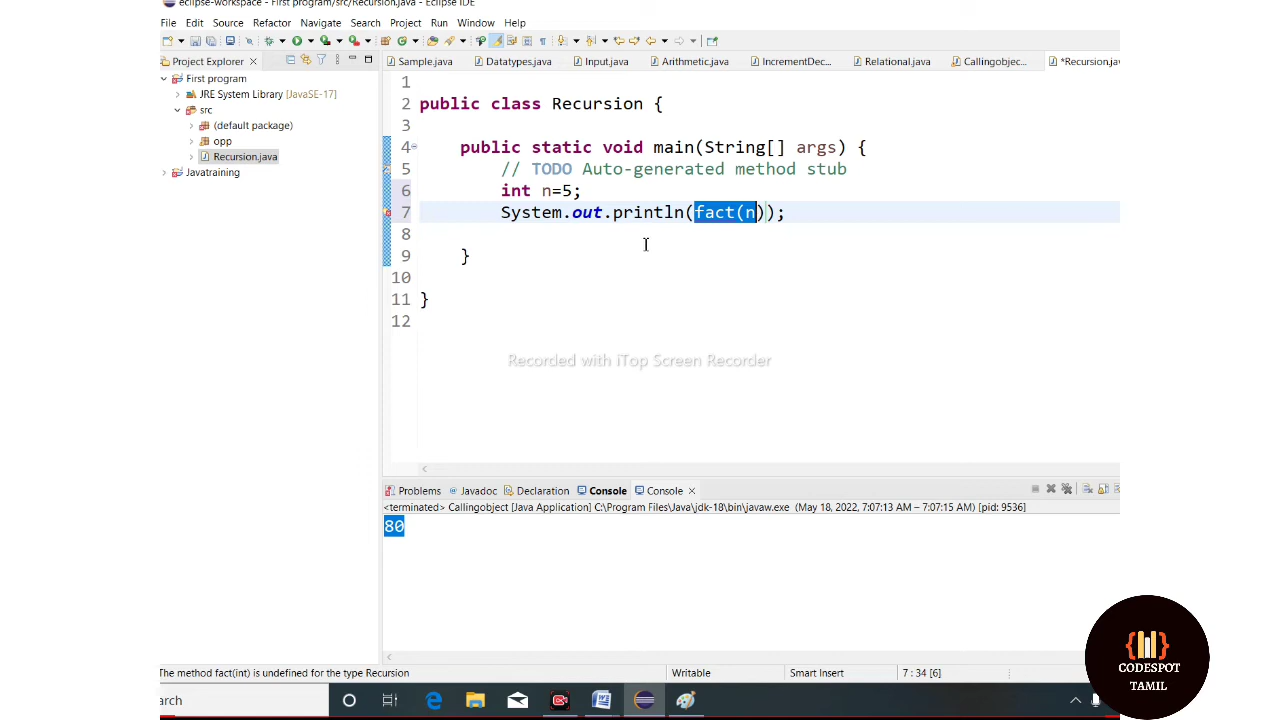 eclipse-workspace - First program/src/Recursion.java - Eclipse IDE
File Edit Source Refactor Navigate Search Project Run Window Help
Project Explorer
Sample.java Datatypes.java Input.java Arithmetic.java IncrementDec... Relational.java Callingobjec... *Recursion.jav
First program
JRE System Library [JavaSE-17]
src
(default package)
opp
Recursion.java
Javatraining
1
2 public class Recursion {
3
4 public static void main(String[] args) {
5 // TODO Auto-generated method stub
6 int n=5;
7 System.out.println(fact(n));
8
9 }
10
11 }
12
Recorded with iTop Screen Recorder
Problems Javadoc Declaration Console Console
<terminated> Callingobject [Java Application] C:\Program Files\Java\jdk-18\bin\javaw.exe (May 18, 2022, 7:07:13 AM – 7:07:15 AM) [pid: 9536]
80
The method fact(int) is undefined for the type Recursion
Writable Smart Insert 7 : 34 [6]
arch
CODESPOT
TAMIL